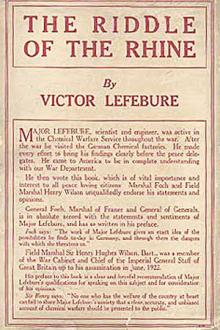 THE RIDDLE
OF THE RHINE
By
VICTOR LEFEBURE
MAJOR LEFEBURE, scientist and engineer, was active in
the Chemical Warfare Service throughout the war. After
the war he visited the German Chemical factories. He made
every effort to bring his findings clearly before the peace dele-
gates. He came to America to be in complete understanding
with our War Department.
He then wrote this book, which is of vital importance and
interest to all peace loving citizens. Marshal Foch and Field
Marshal Henry Wilson unqualifiedly endorse his statements and
opinions.
General Foch, Marshal of France and General of Generals,
is in absolute accord with the statements and sentiments of
Major Lefebure, and has so written in his preface.
Foch says: "The work of Major Lefebure gives an exact idea of the
possibilities he finds to-day in Germany, and through them the dangers
with which she threatens us."
Field Marshal Sir Henry Hughes Wilson, Bart., was a member
of the War Cabinet and Chief of the Imperial General Staff of
Great Britain up to his assassination in June, 1922.
His preface to this book is a clear and forceful recommendation of Major
Lefebure's qualifications for speaking on this subject and for consideration
of his opinions.
Sir Henry says: "No one who has the welfare of the country at heart
can fail to share Major Lefebure's anxiety that a clear, accurate, and unbiased
account of chemical warfare should be presented to the public."